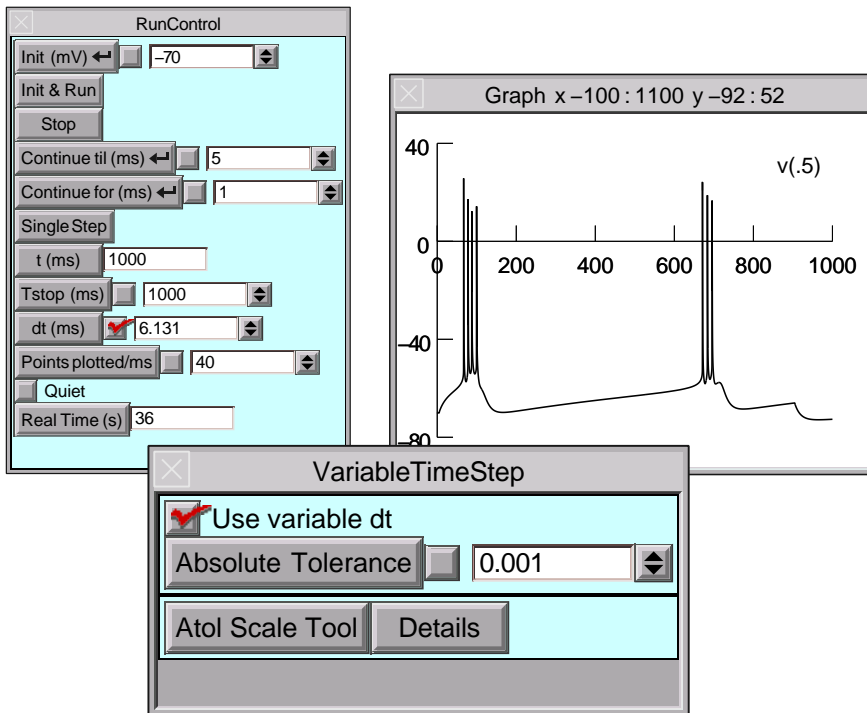 RunControl
Init (mV) –70
Init & Run
Stop
Continue til (ms) 5
Continue for (ms) 1
Single Step
t (ms) 1000
Tstop (ms) 1000
dt (ms) 6.131
Points plotted/ms 40
Quiet
Real Time (s) 36
Graph x –100 : 1100 y –92 : 52
40
v(.5)
0
0 200 400 600 800 1000
–40
–80
VariableTimeStep
Use variable dt
Absolute Tolerance 0.001
Atol Scale Tool Details